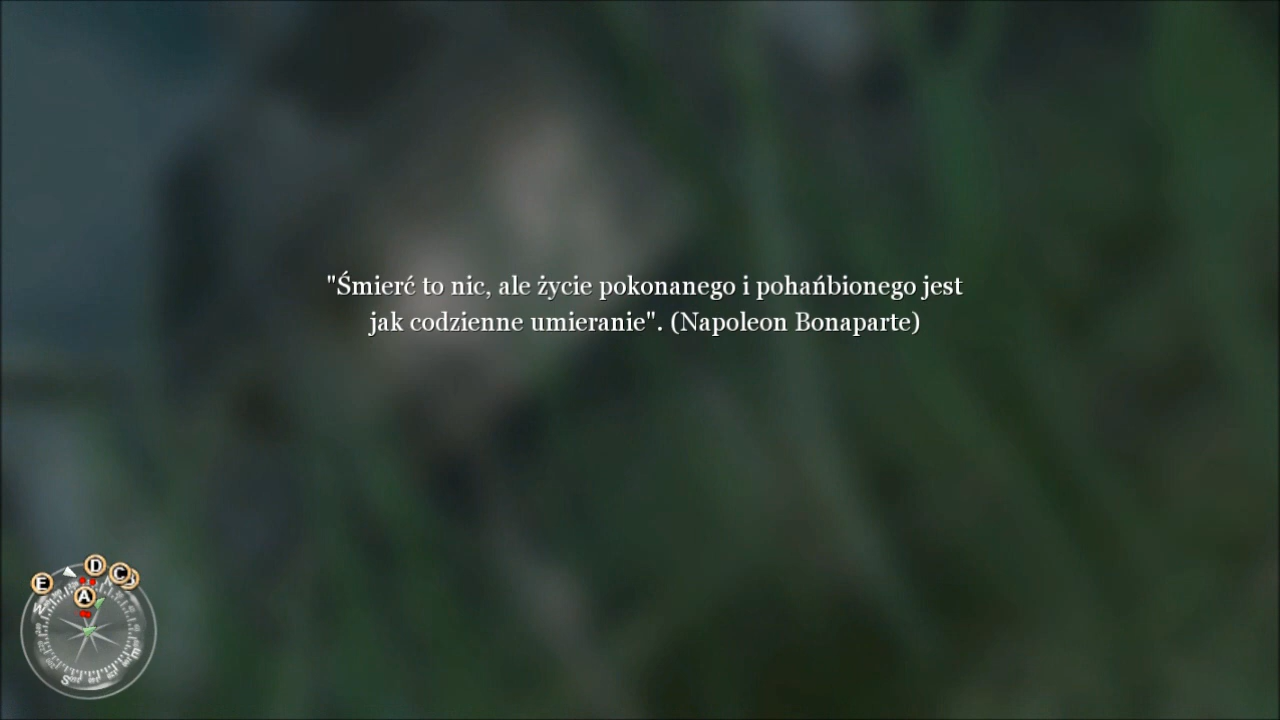 "Śmierć to nic, ale życie pokonanego i pohańbionego jest
jak codzienne umieranie". (Napoleon Bonaparte)
E
D
C
A
S